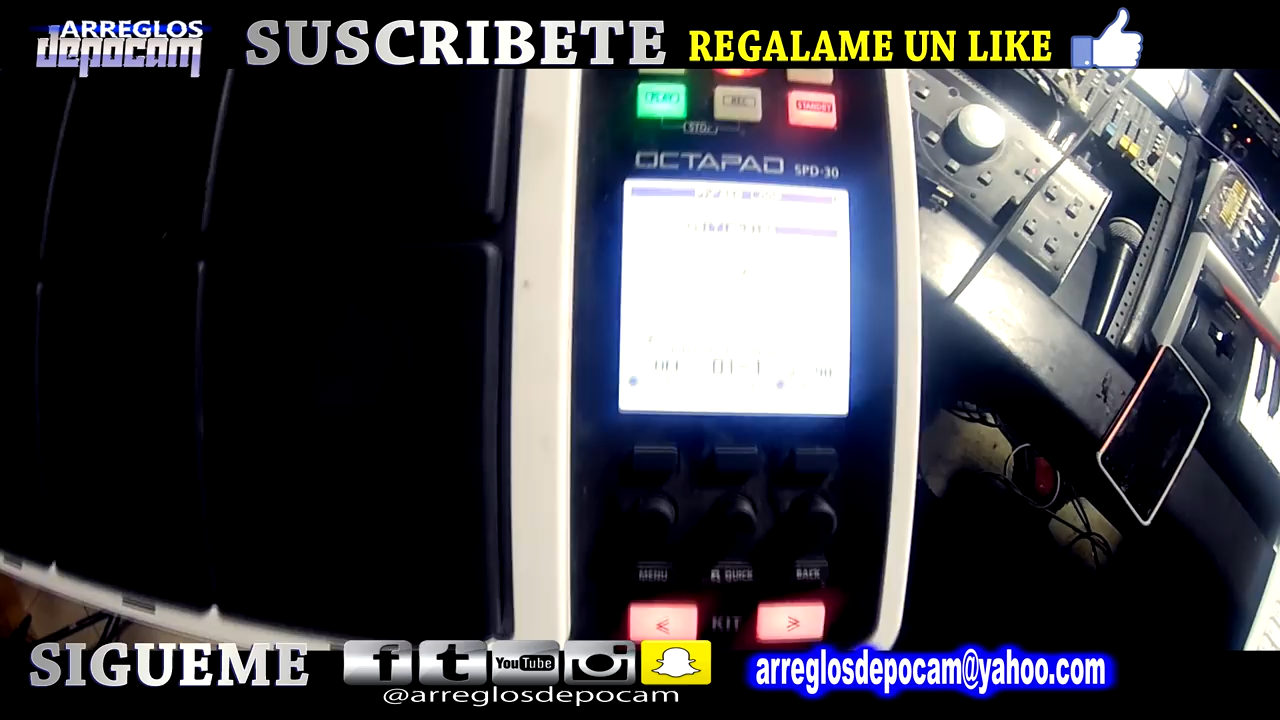 ARREGLOS
depocam
SUSCRIBETE
REGALAME UN LIKE
PLAY
REC
STANDBY
STOP
OCTAPAD SPD-30
MENU
QUICK
BACK
KIT
SIGUEME
f t YouTube
@arreglosdepocam
arreglosdepocam@yahoo.com